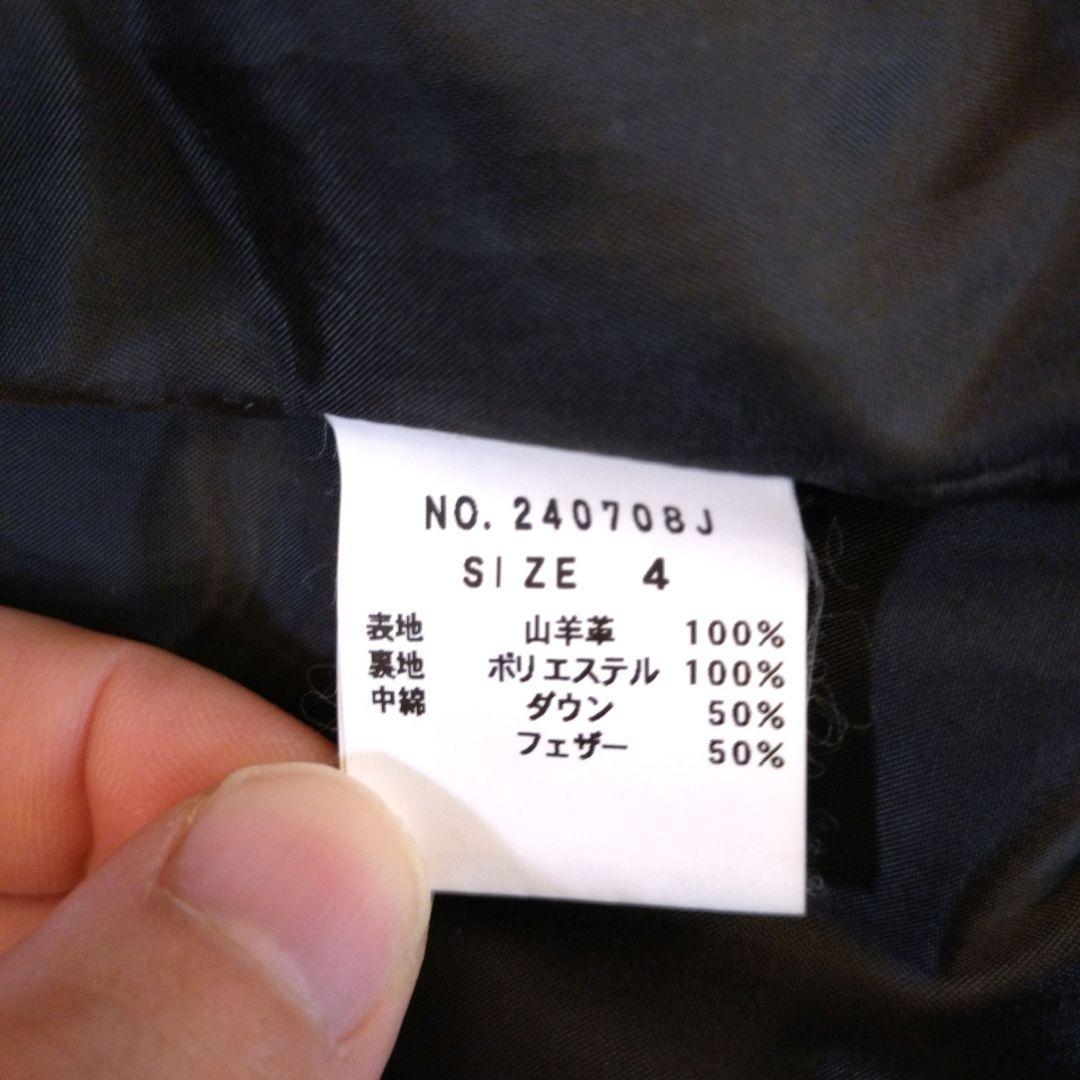 NO.240708J
SIZE 4
表地 山羊革 100%
裏地 ポリエステル 100%
中綿 ダウン 50%
フェザー 50%